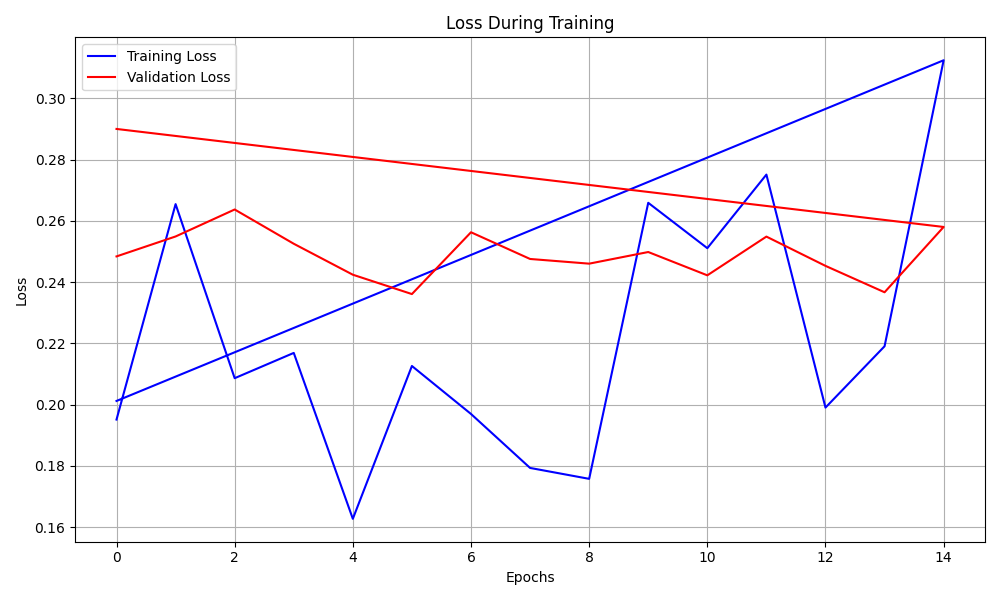 Loss During Training
Training Loss
Validation Loss
0.30
0.28
0.26
0.24
0.22
0.20
0.18
0.16
Loss
0 2 4 6 8 10 12 14
Epochs